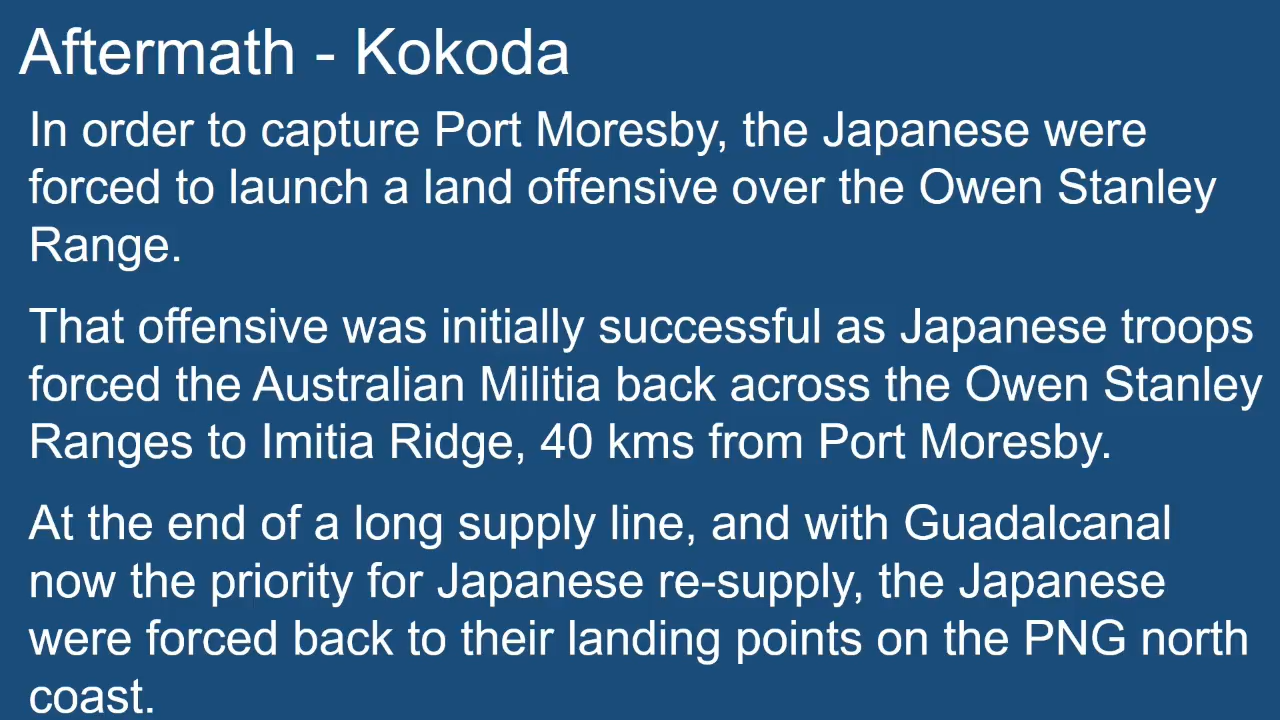 Aftermath - Kokoda
In order to capture Port Moresby, the Japanese were
forced to launch a land offensive over the Owen Stanley
Range.
That offensive was initially successful as Japanese troops
forced the Australian Militia back across the Owen Stanley
Ranges to Imitia Ridge, 40 kms from Port Moresby.
At the end of a long supply line, and with Guadalcanal
now the priority for Japanese re-supply, the Japanese
were forced back to their landing points on the PNG north
coast.